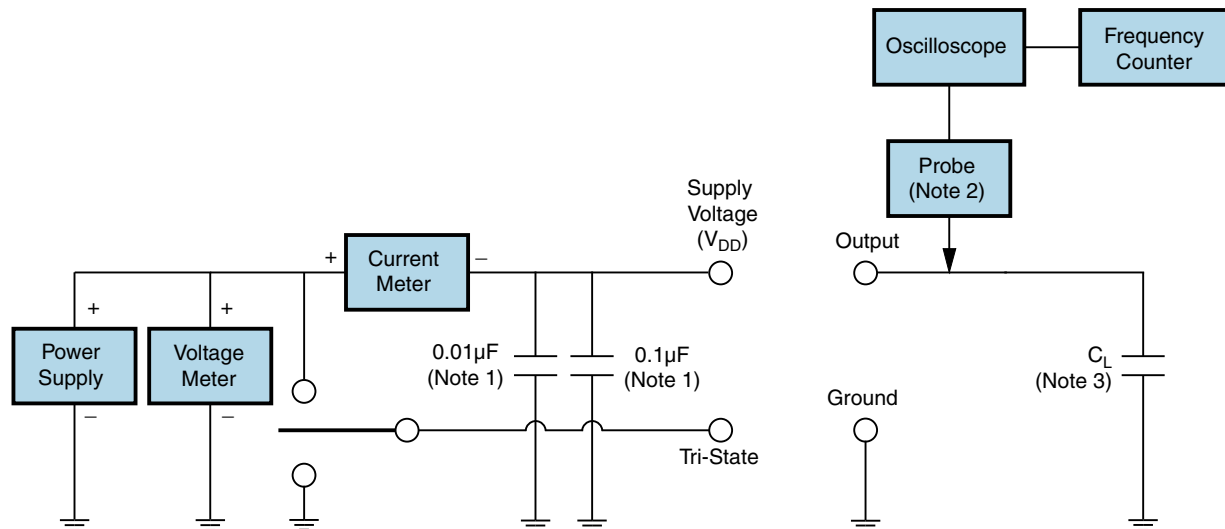 Oscilloscope
Frequency
Counter
Probe
(Note 2)
Supply
Voltage
(V_DD)
Output
+
Current
Meter
–
+
Power
Supply
–
+
Voltage
Meter
–
0.01µF
(Note 1)
0.1µF
(Note 1)
C_L
(Note 3)
Ground
Tri-State